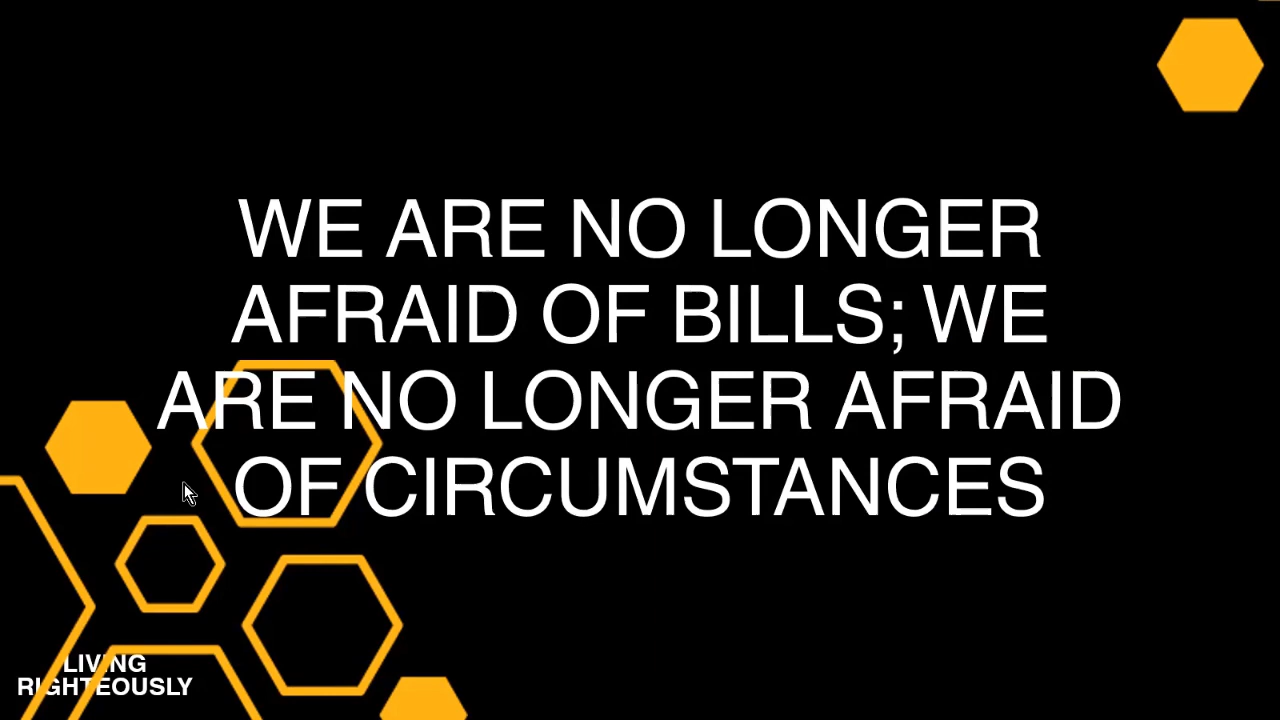 WE ARE NO LONGER
AFRAID OF BILLS; WE
ARE NO LONGER AFRAID
OF CIRCUMSTANCES
LIVING
RIGHTEOUSLY